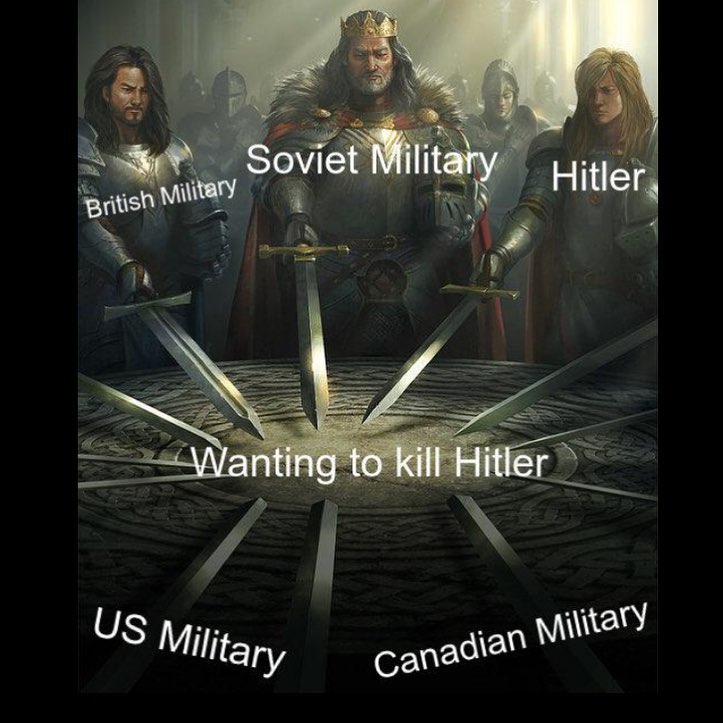 Soviet Military
Hitler
British Military
Wanting to kill Hitler
US Military
Canadian Military